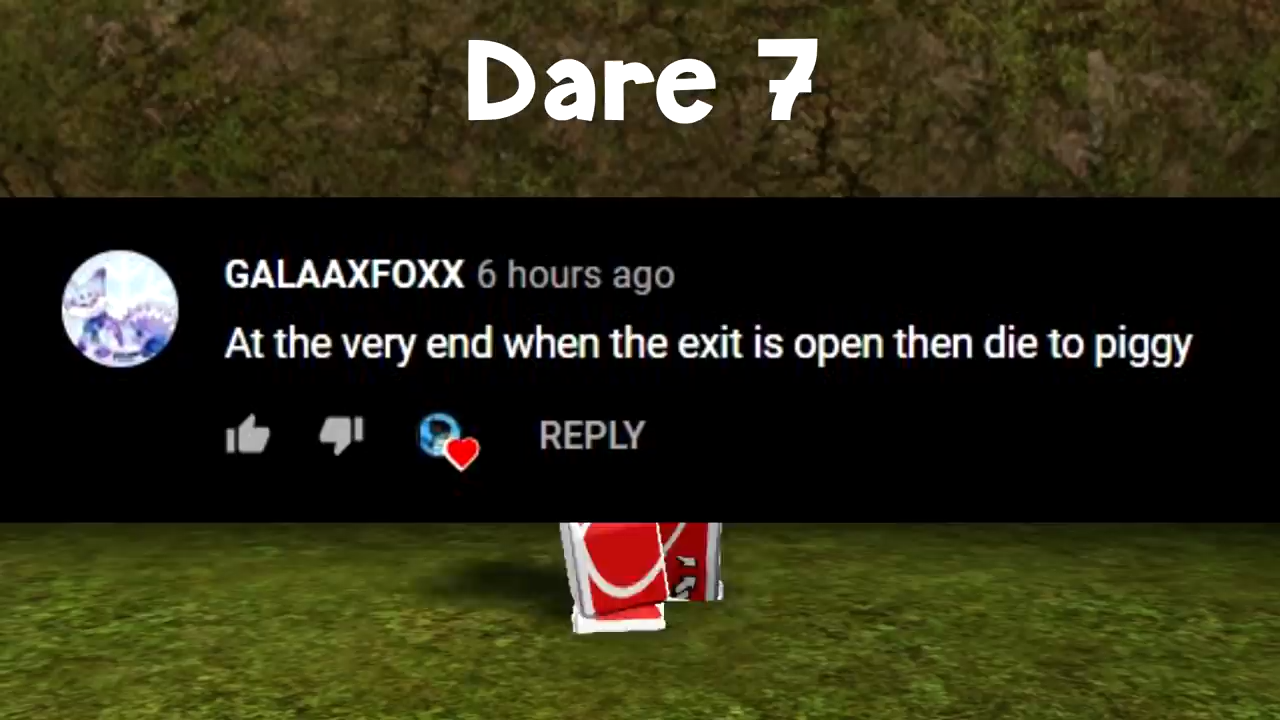 Dare 7
GALAAXFOXX 6 hours ago
At the very end when the exit is open then die to piggy
REPLY